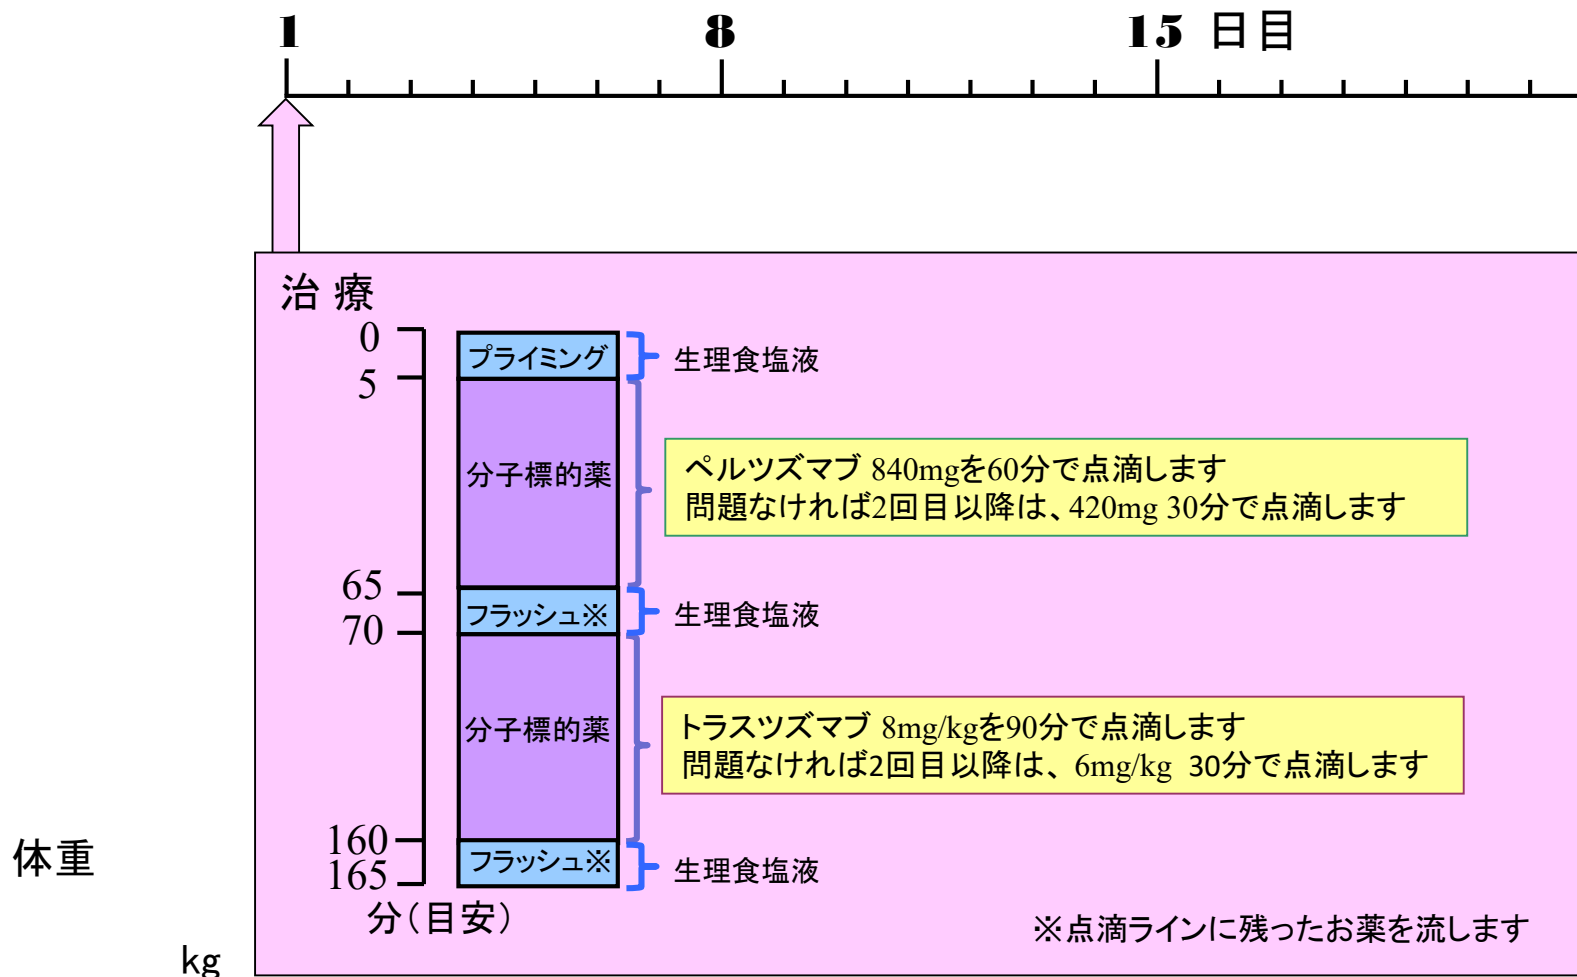 1 8 15 日目
治療
0
プライミング 生理食塩液
5
分子標的薬
ペルツズマブ 840mgを60分で点滴します
問題なければ2回目以降は、420mg 30分で点滴します
65
フラッシュ※ 生理食塩液
70
分子標的薬
トラスツズマブ 8mg/kgを90分で点滴します
問題なければ2回目以降は、 6mg/kg 30分で点滴します
160
フラッシュ※ 生理食塩液
165
分(目安)
※点滴ラインに残ったお薬を流します
体重
kg